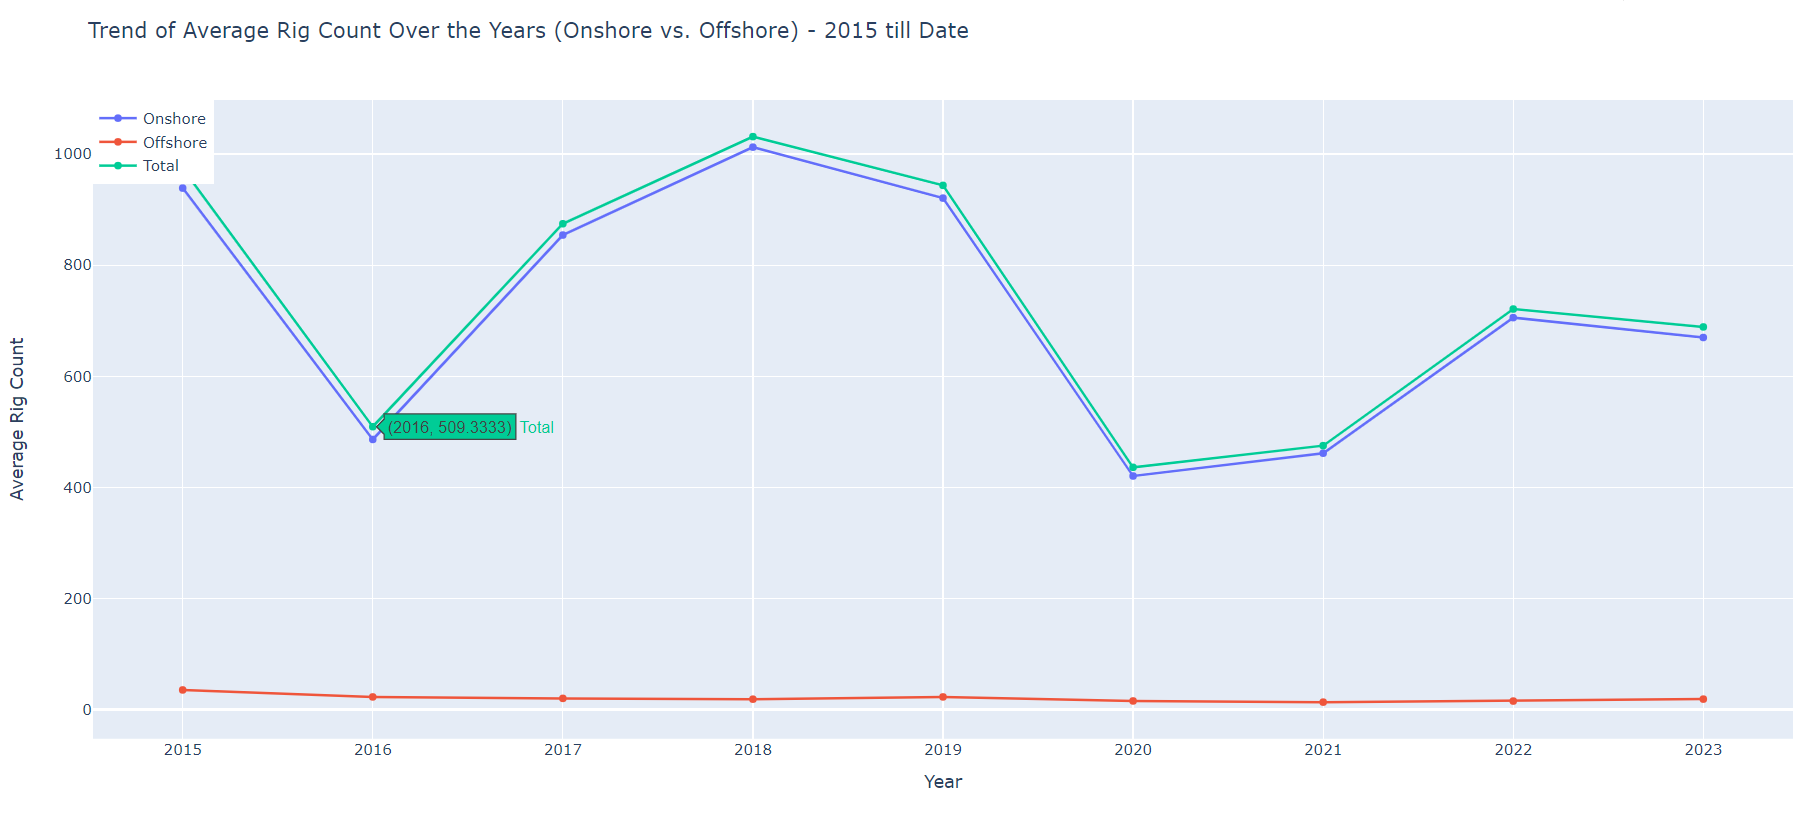 Trend of Average Rig Count Over the Years (Onshore vs. Offshore) - 2015 till Date
Onshore
Offshore
Total
1000
800
600
400
200
0
Average Rig Count
(2016, 509.3333) Total
2015 2016 2017 2018 2019 2020 2021 2022 2023
Year